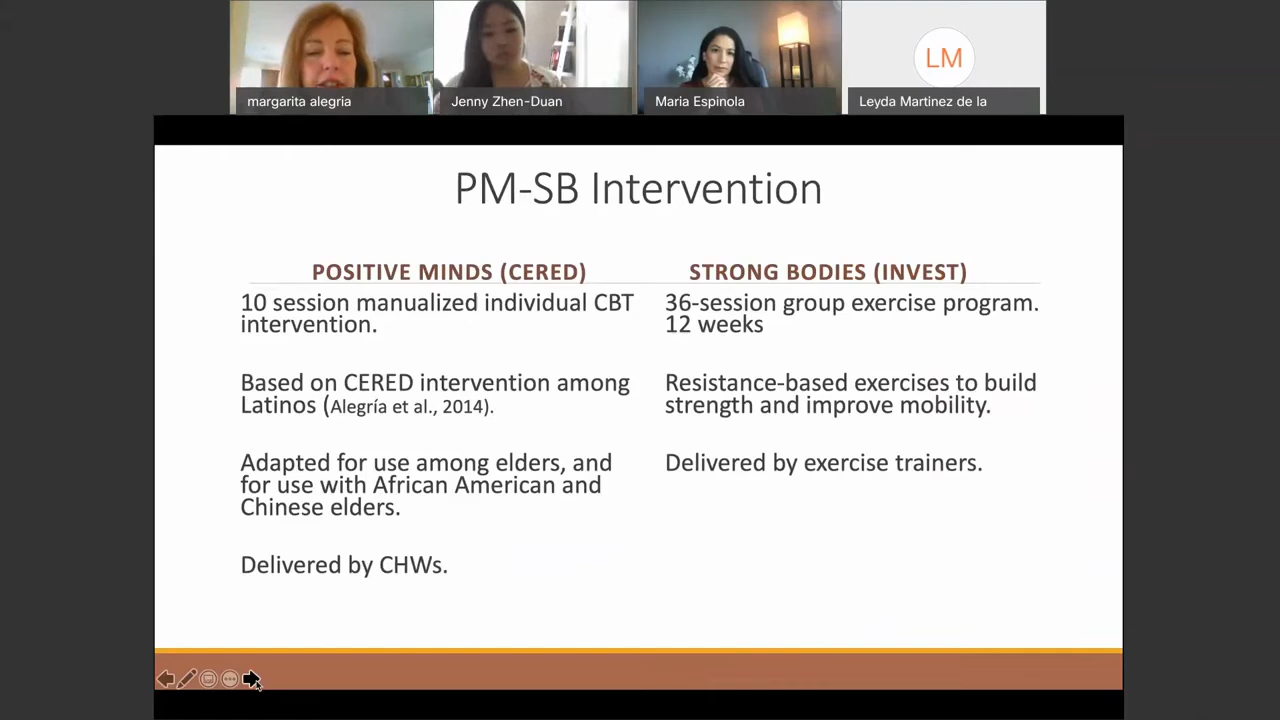 margarita alegria
Jenny Zhen-Duan
Maria Espinola
LM
Leyda Martinez de la
PM-SB Intervention
POSITIVE MINDS (CERED)
10 session manualized individual CBT
intervention.
Based on CERED intervention among
Latinos (Alegría et al., 2014).
Adapted for use among elders, and
for use with African American and
Chinese elders.
Delivered by CHWs.
STRONG BODIES (INVEST)
36-session group exercise program.
12 weeks
Resistance-based exercises to build
strength and improve mobility.
Delivered by exercise trainers.